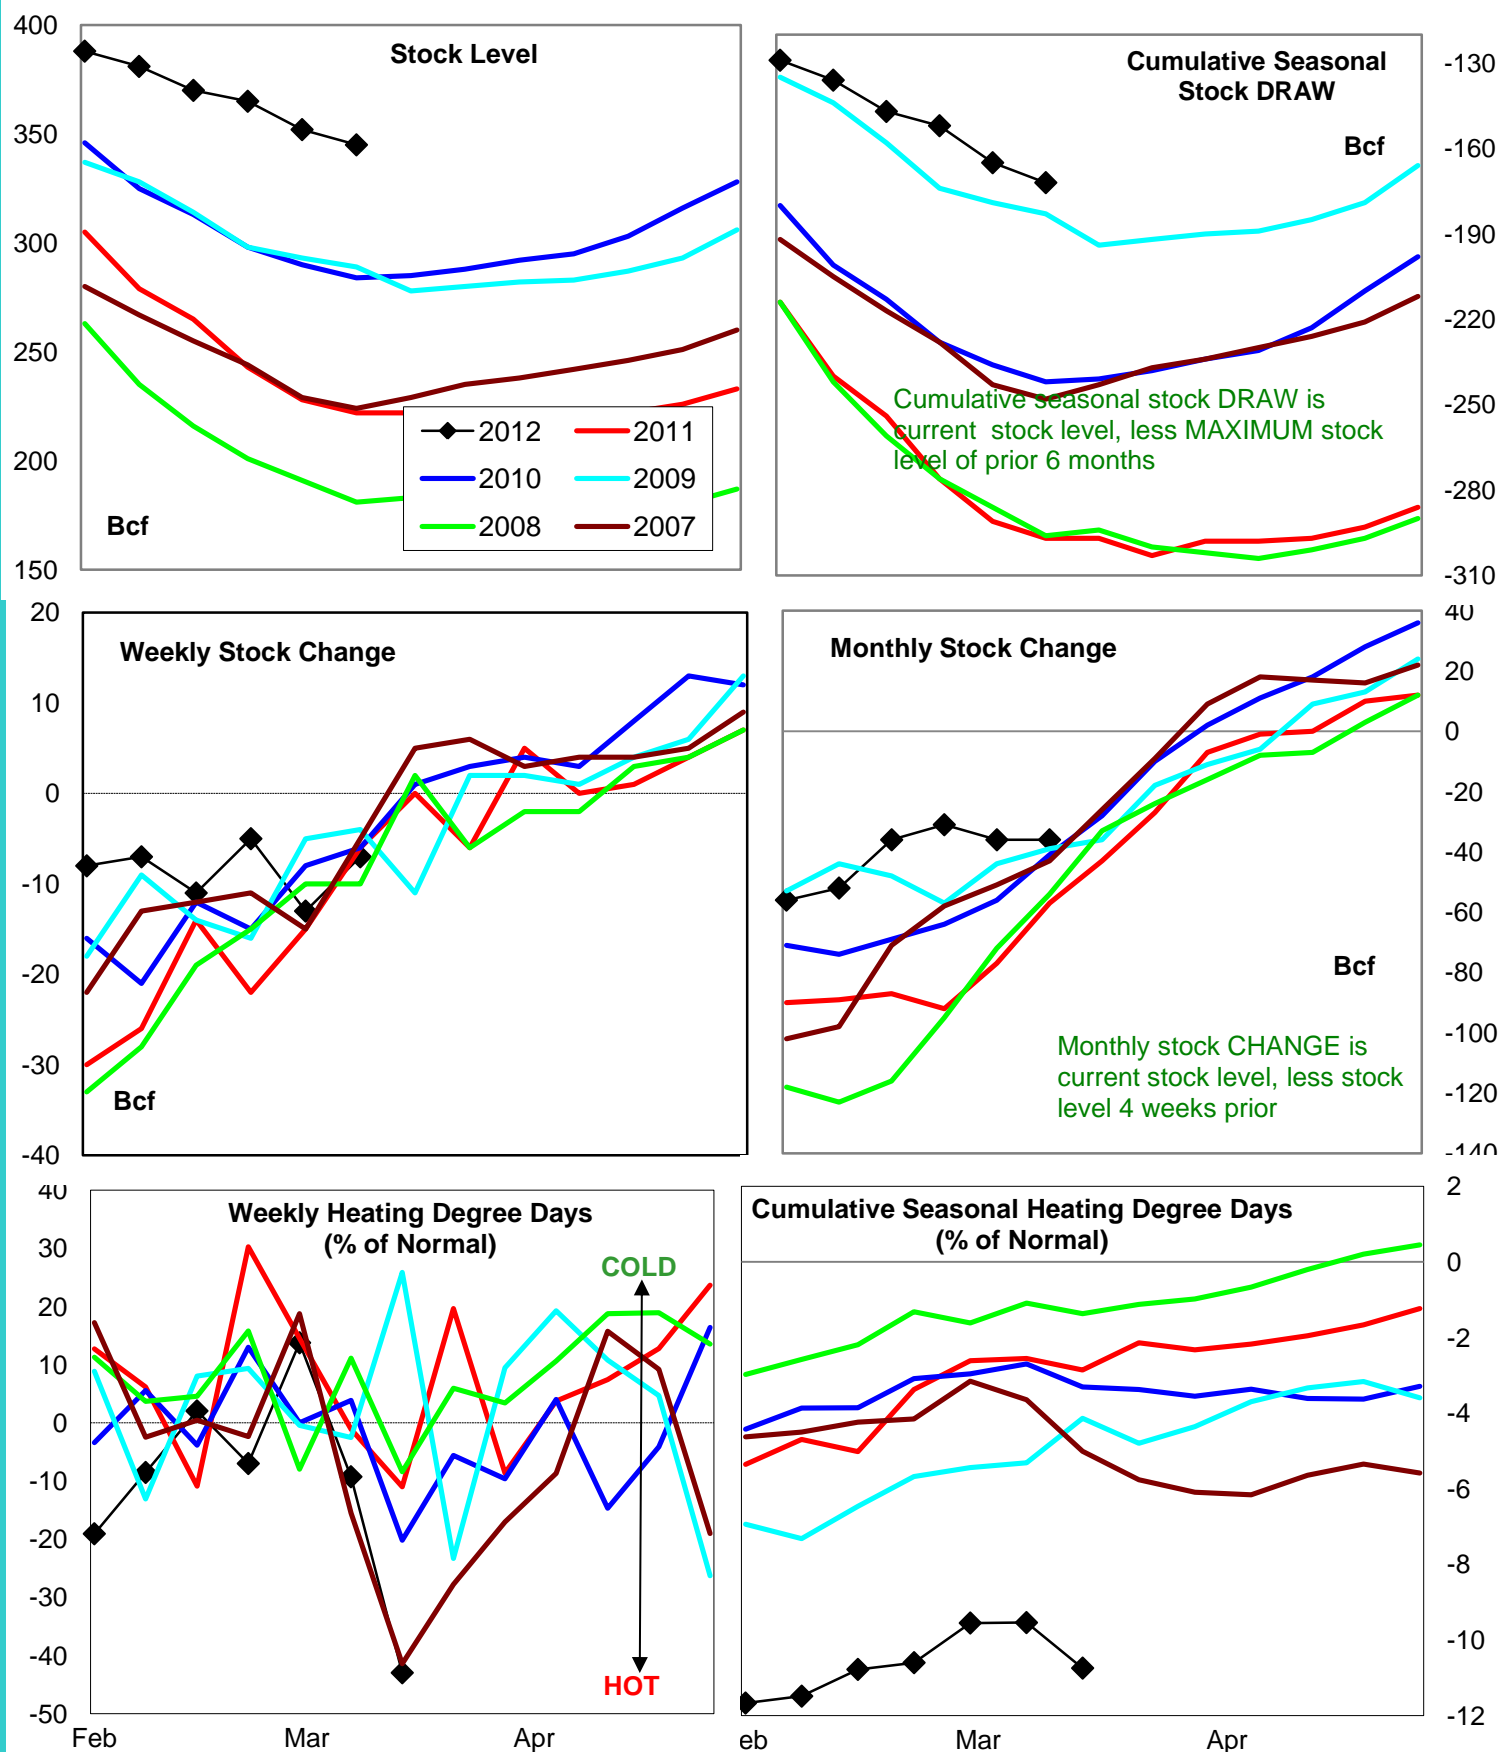 400
350
300
250
200
150
Stock Level
Bcf
2012 2011
2010 2009
2008 2007
Cumulative Seasonal
Stock DRAW
Bcf
Cumulative seasonal stock DRAW is
current stock level, less MAXIMUM stock
level of prior 6 months
-130
-160
-190
-220
-250
-280
-310
20
10
0
-10
-20
-30
-40
Weekly Stock Change
Bcf
Monthly Stock Change
Bcf
Monthly stock CHANGE is
current stock level, less stock
level 4 weeks prior
40
20
0
-20
-40
-60
-80
-100
-120
-140
40
30
20
10
0
-10
-20
-30
-40
-50
Weekly Heating Degree Days
(% of Normal)
COLD
HOT
Feb Mar Apr
Cumulative Seasonal Heating Degree Days
(% of Normal)
2
0
-2
-4
-6
-8
-10
-12
eb Mar Apr